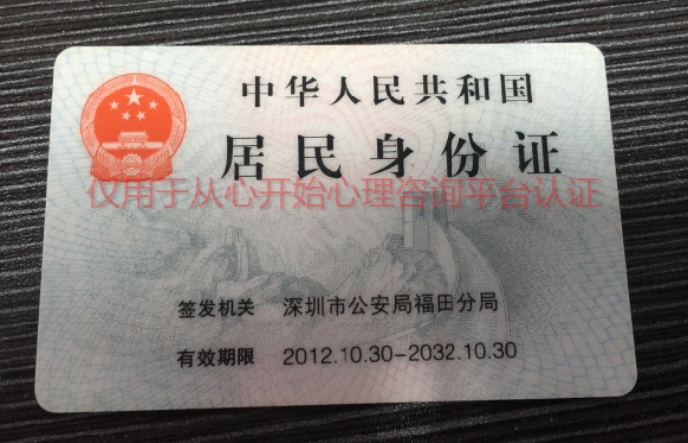 中华人民共和国
居民身份证
仅用于从心开始心理咨询平台认证
签发机关 深圳市公安局福田分局
有效期限 2012.10.30-2032.10.30